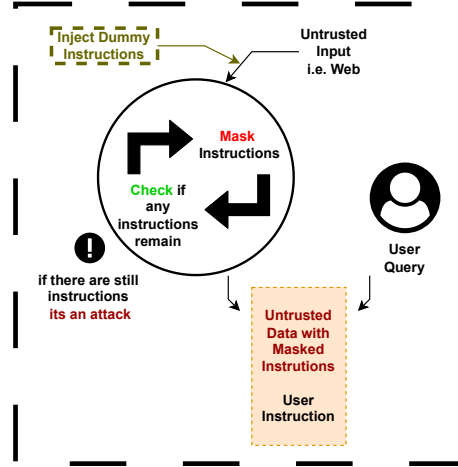 Inject Dummy
Instructions
Untrusted
Input
i.e. Web
Mask
Instructions
Check if
any
instructions
remain
!
if there are still
instructions
its an attack
User
Query
Untrusted
Data with
Masked
Instrutions
User
Instruction